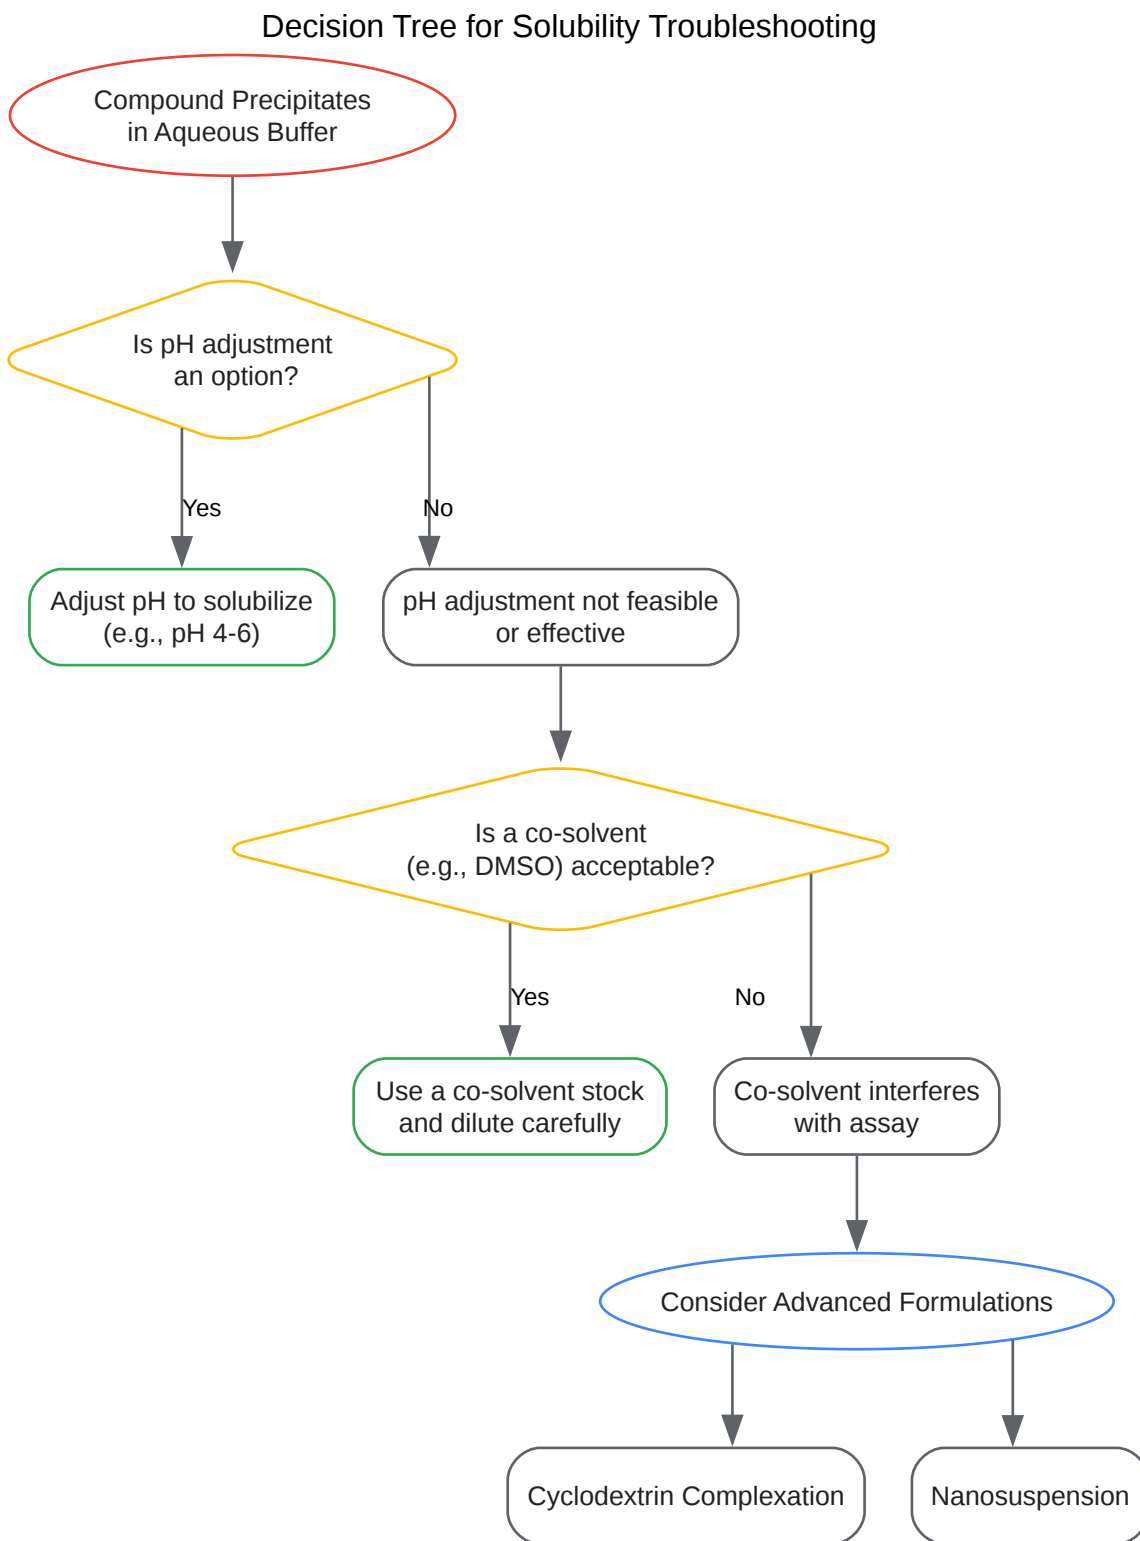 Decision Tree for Solubility Troubleshooting
Compound Precipitates
in Aqueous Buffer
Is pH adjustment
an option?
Yes
No
Adjust pH to solubilize
(e.g., pH 4-6)
pH adjustment not feasible
or effective
Is a co-solvent
(e.g., DMSO) acceptable?
Yes
No
Use a co-solvent stock
and dilute carefully
Co-solvent interferes
with assay
Consider Advanced Formulations
Cyclodextrin Complexation
Nanosuspension